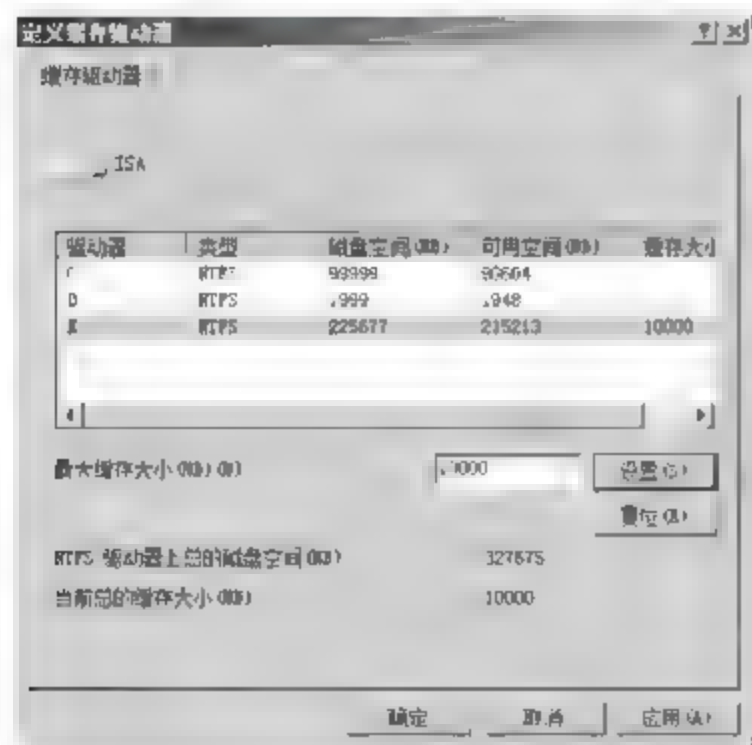 定义缓存驱动器
缓存驱动器
ISA
驱动器 类型 磁盘空间(MB) 可用空间(MB) 缓存大小
NTFS 99999
D NTFS
NTFS 225677 215213 10000
最大缓存大小(MB)(M)
设置(S)
重位(R)
NTFS 驱动器上总的磁盘空间(MB) 327675
当前总的缓存大小(MB) 10000
确定 取消 应用(A)